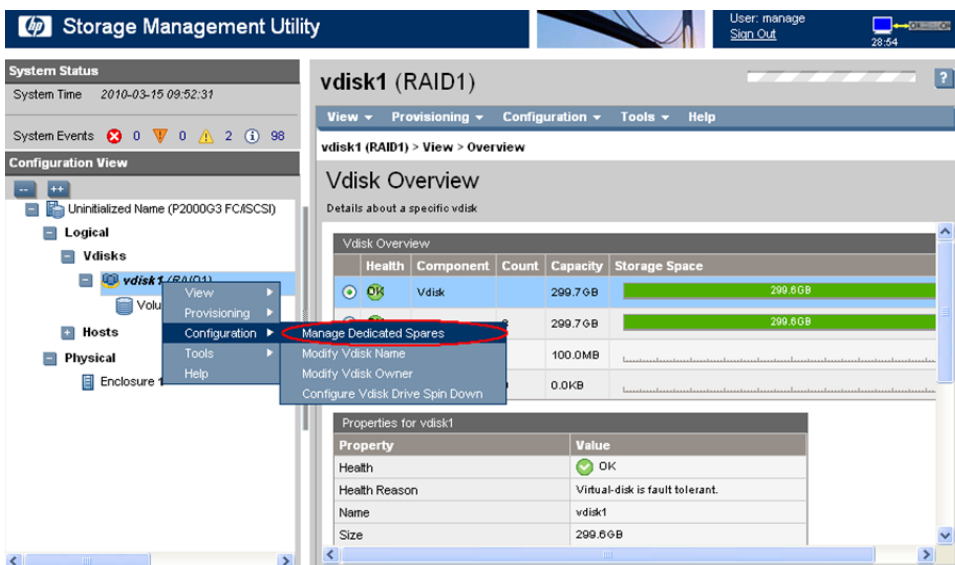 hp Storage Management Utility
User: manage
Sign Out
28:54
System Status
System Time 2010-03-15 09:52:31
System Events 0 0 2 98
Configuration View
Uninitialized Name (P2000G3 FC/iSCSI)
Logical
Vdisks
vdisk1 (RAID1)
Hosts
Physical
Enclosure 1
View
Provisioning
Configuration
Tools
Help
Manage Dedicated Spares
Modify Vdisk Name
Modify Vdisk Owner
Configure Vdisk Drive Spin Down
vdisk1 (RAID1)
?
View Provisioning Configuration Tools Help
vdisk1 (RAID1) > View > Overview
Vdisk Overview
Details about a specific vdisk
Vdisk Overview
Health Component Count Capacity Storage Space
OK Vdisk 299.7GB 299.6GB
299.7GB 299.6GB
100.0MB
0.0KB
Properties for vdisk1
Property Value
Health OK
Health Reason Virtual-disk is fault tolerant.
Name vdisk1
Size 299.6GB